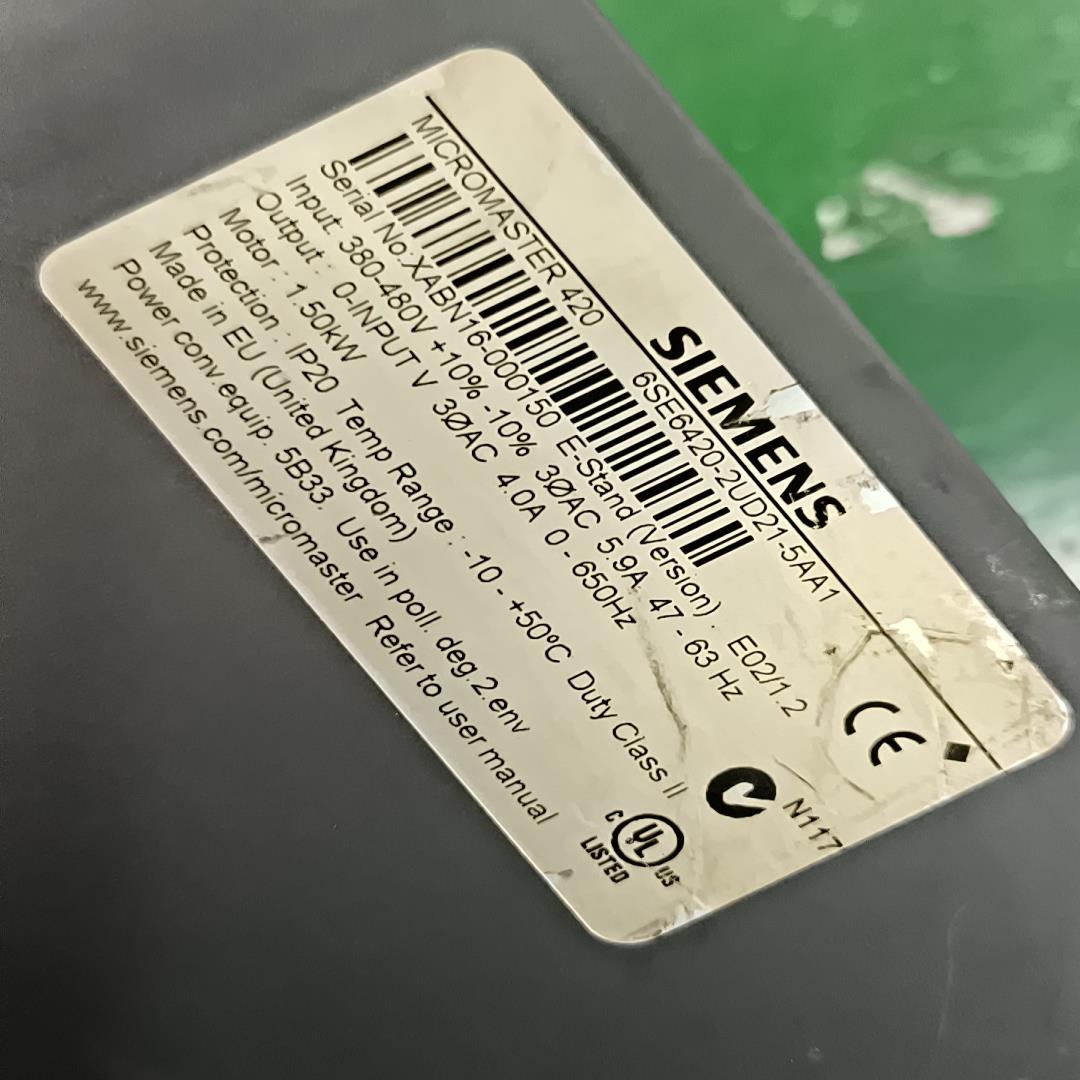 SIEMENS
MICROMASTER 420 6SE6420-2UD21-5AA1
Serial No:XABN16-000150 E-Stand (Version) : E02/1.2
Input: 380-480V +10% -10% 3ØAC 5.9A 47 - 63 Hz
Output : 0-INPUT V 3ØAC 4.0A 0 - 650Hz
Motor : 1.50kW
Protection : IP20 Temp Range : -10 - +50°C Duty Class II
Made in EU (United Kingdom)
Power conv.equip. 5B33. Use in poll. deg.2.env
www.siemens.com/micromaster Refer to user manual
CE
N117
C UL US
LISTED